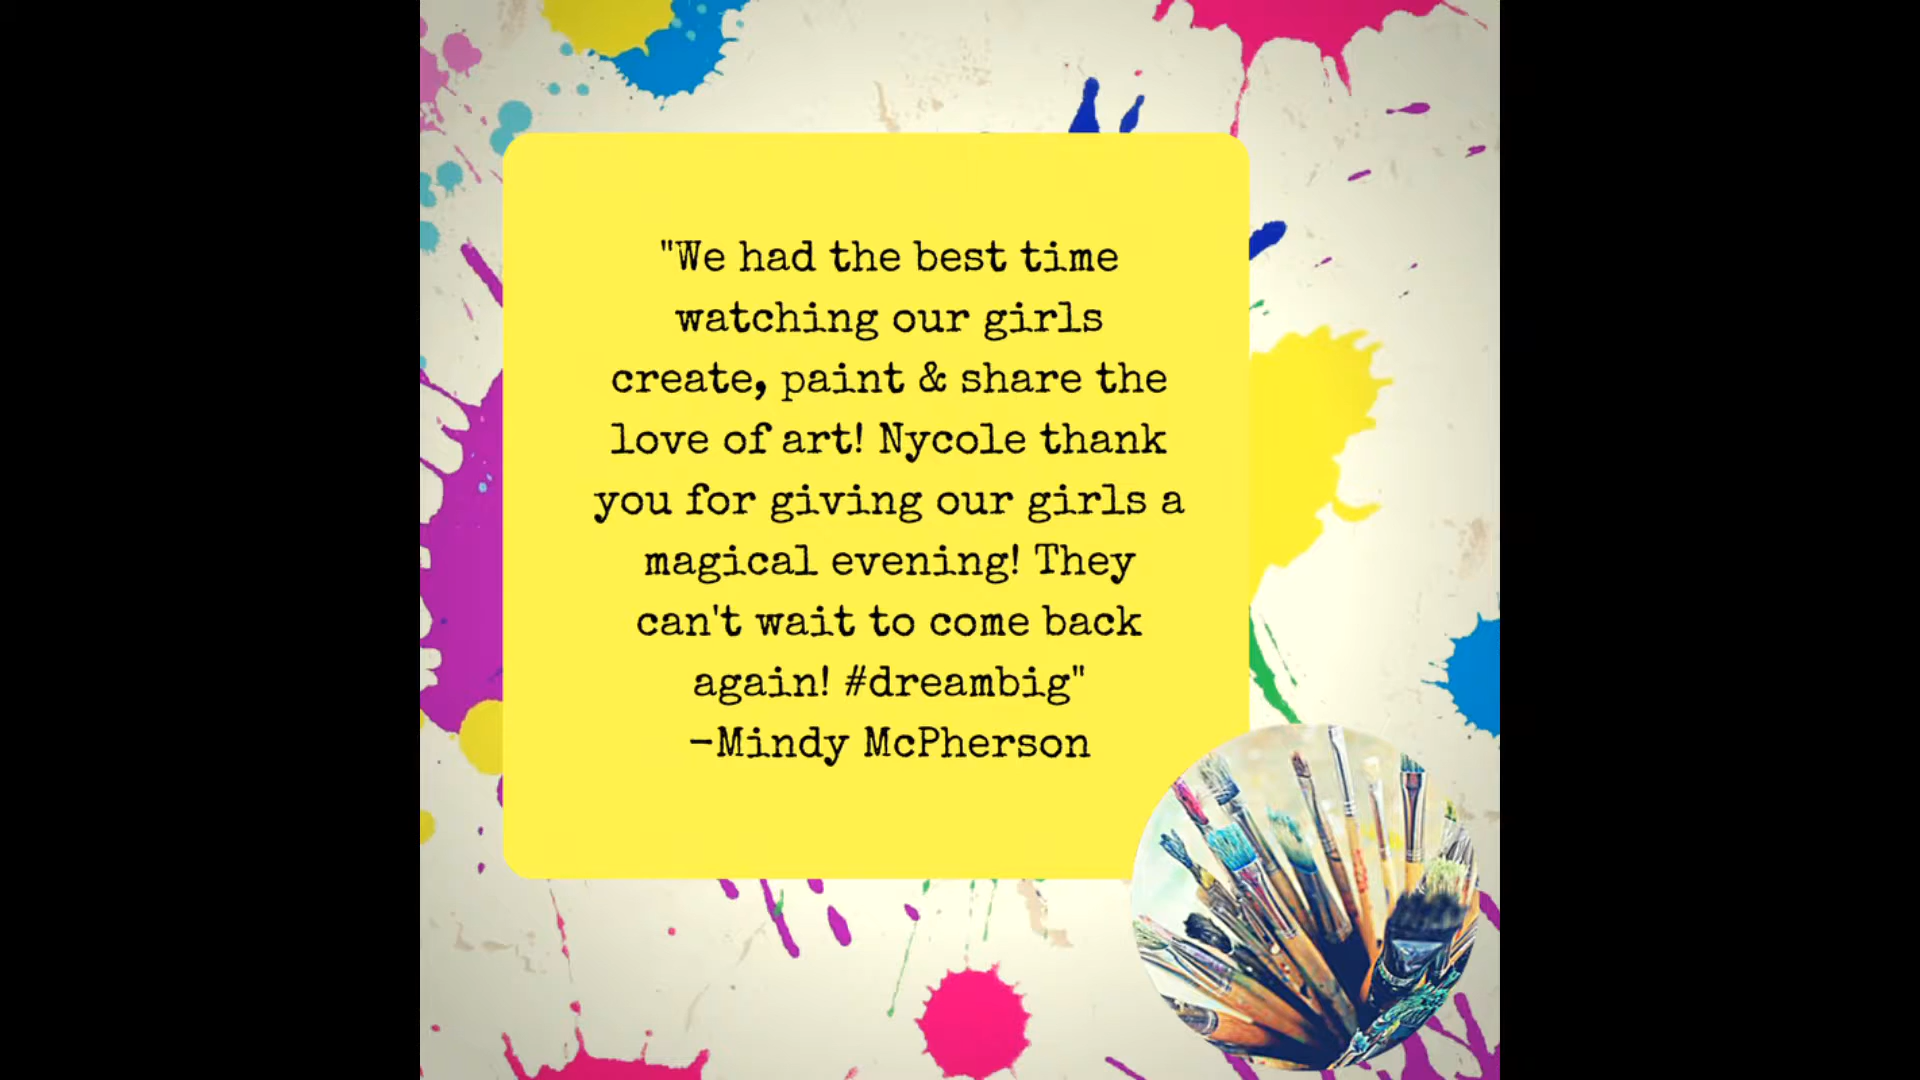 "We had the best time
watching our girls
create, paint & share the
love of art! Nycole thank
you for giving our girls a
magical evening! They
can't wait to come back
again! #dreambig"
-Mindy McPherson